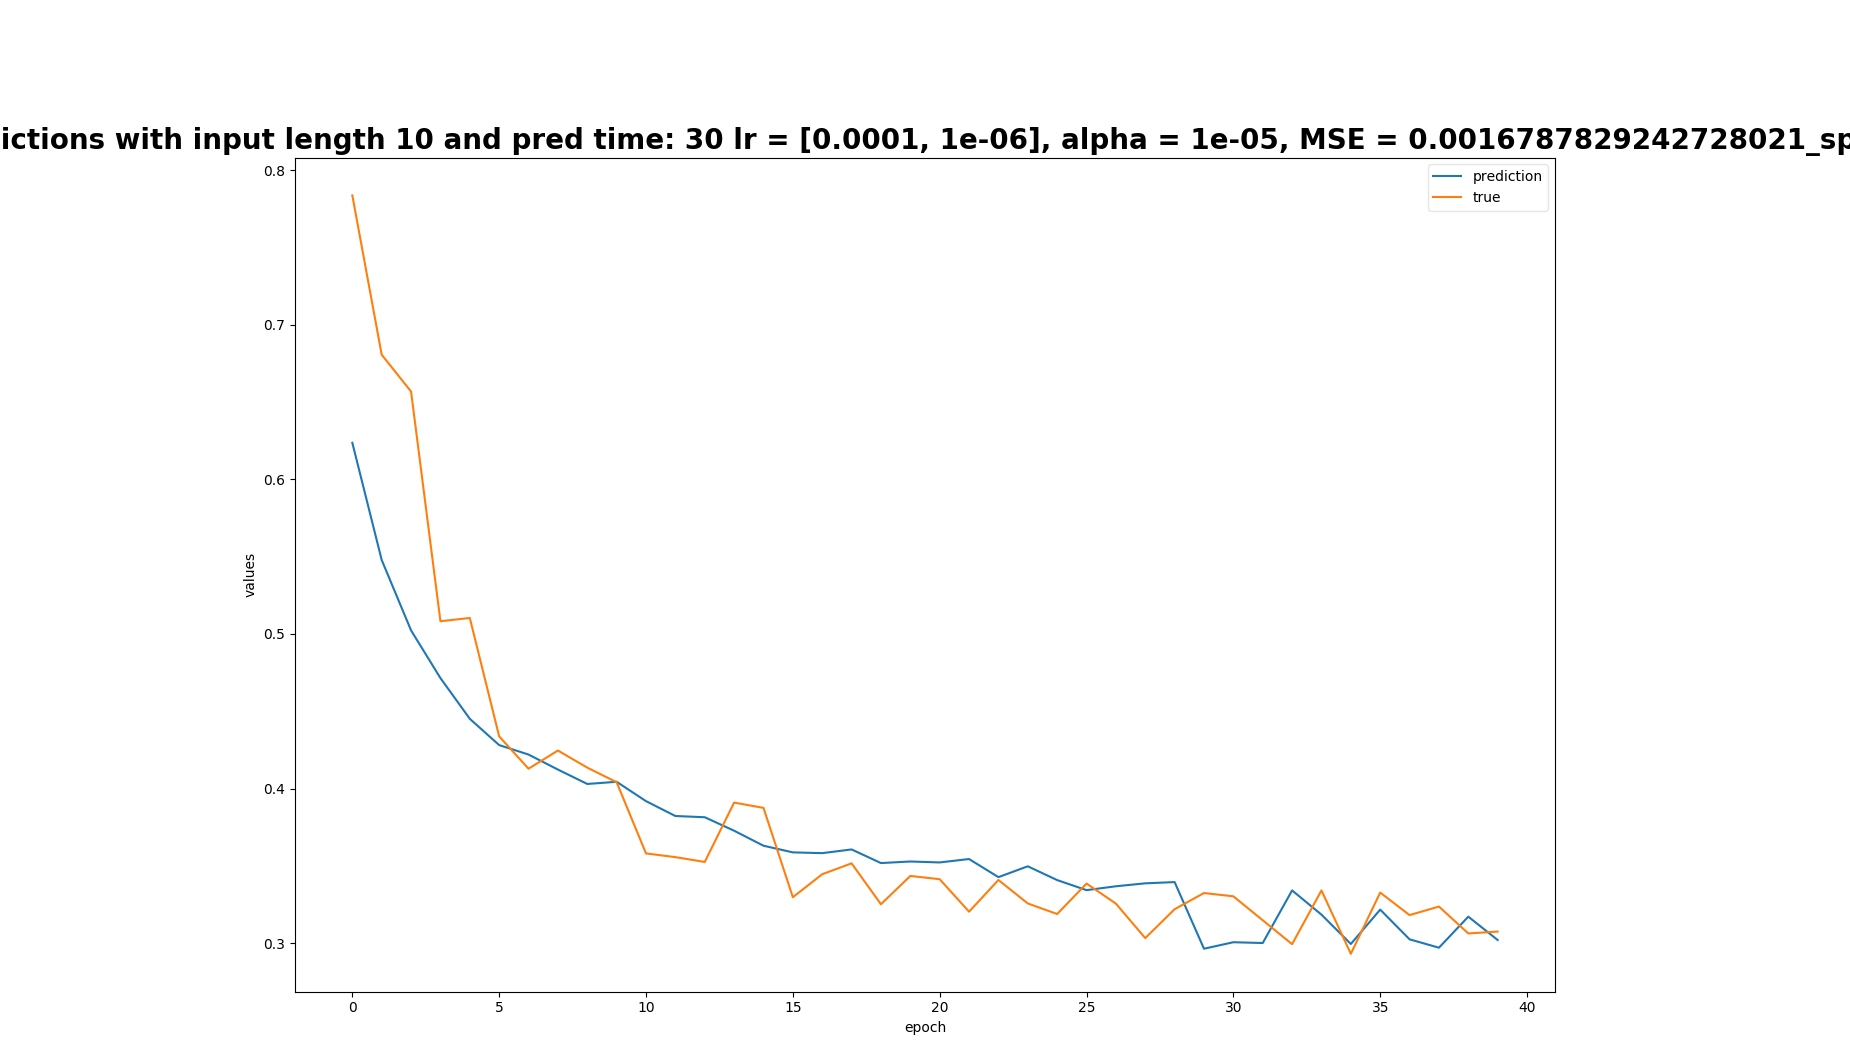 ictions with input length 10 and pred time: 30 lr = [0.0001, 1e-06], alpha = 1e-05, MSE = 0.0016787829242728021_sp
prediction
true
0.8
0.7
0.6
0.5
0.4
0.3
values
0 5 10 15 20 25 30 35 40
epoch